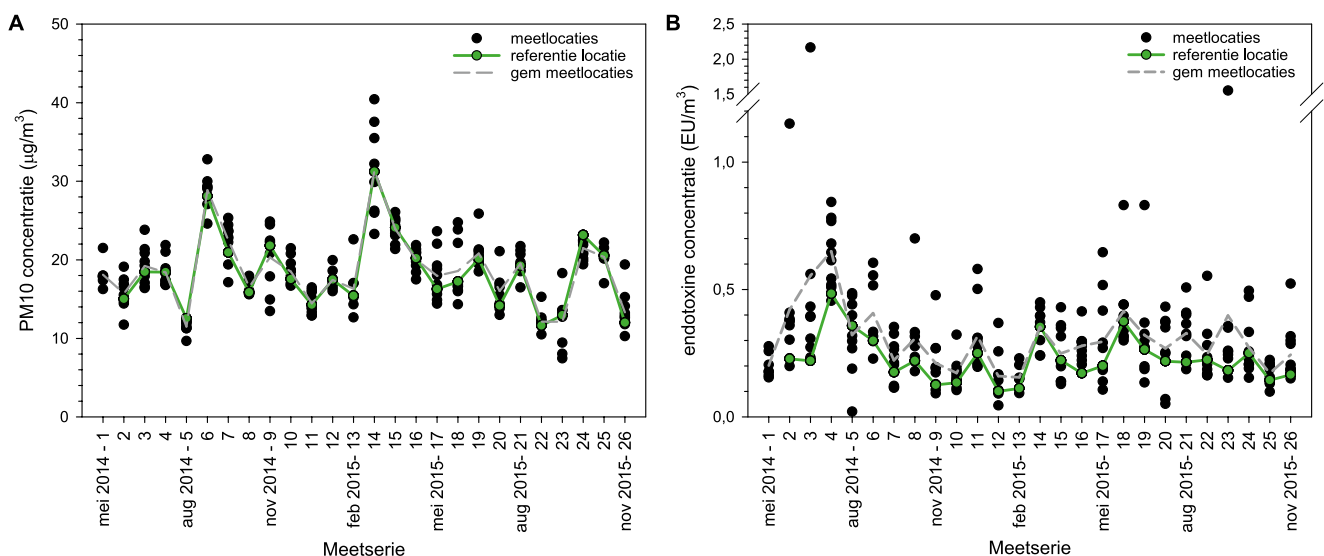 A
PM10 concentratie (µg/m³)
50
40
30
20
10
0
meetlocaties
referentie locatie
gem meetlocaties
mei 2014 - 1
2
3
4
aug 2014 - 5
6
7
8
nov 2014 - 9
10
11
12
feb 2015- 13
14
15
16
mei 2015- 17
18
19
20
aug 2015- 21
22
23
24
25
nov 2015- 26
Meetserie
B
endotoxine concentratie (EU/m³)
2,5
2,0
1,5
1,0
0,5
0,0
meetlocaties
referentie locatie
gem meetlocaties
mei 2014 - 1
2
3
4
aug 2014 - 5
6
7
8
nov 2014 - 9
10
11
12
feb 2015- 13
14
15
16
mei 2015- 17
18
19
20
aug 2015- 21
22
23
24
25
nov 2015- 26
Meetserie